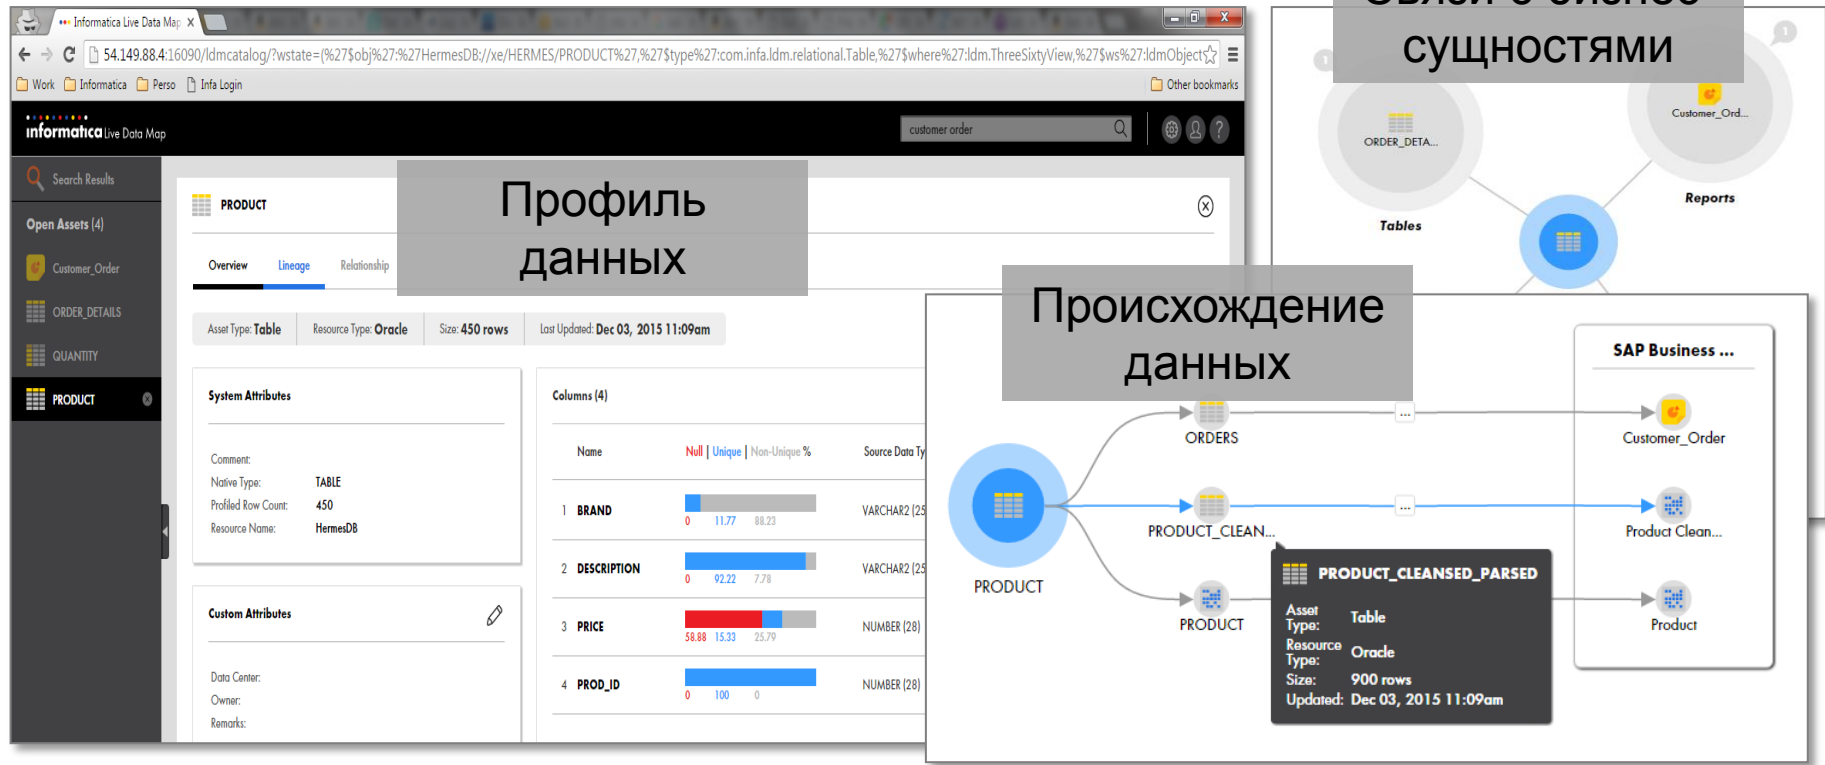 Informatica Live Data Map
54.149.88.4:16090/ldmcatalog/?wstate=(%27$obj%27:%27HermesDB://xe/HERMES/PRODUCT%27,%27$type%27:com.infa.ldm.relational.Table,%27$where%27:ldm.ThreeSixtyView,%27$ws%27:ldmObject
Work
Informatica
Perso
Infa Login
Other bookmarks
informatica Live Data Map
customer order
?
Search Results
Open Assets (4)
Customer_Order
ORDER_DETAILS
QUANTITY
PRODUCT
PRODUCT
Профиль
данных
Overview
Lineage
Relationship
Asset Type: Table
Resource Type: Oracle
Size: 450 rows
Last Updated: Dec 03, 2015 11:09am
System Attributes
Comment:
Native Type: TABLE
Profiled Row Count: 450
Resource Name: HermesDB
Custom Attributes
Data Center:
Owner:
Remarks:
Columns (4)
Name
Null | Unique | Non-Unique %
Source Data Ty
1 BRAND
0 11.77 88.23
VARCHAR2 (25
2 DESCRIPTION
0 92.22 7.78
VARCHAR2 (25
3 PRICE
58.88 15.33 25.79
NUMBER (28)
4 PROD_ID
0 100 0
NUMBER (28)
Связи с бизнес
сущностями
1
1
ORDER_DETA...
Tables
Customer_Ord...
Reports
Происхождение
данных
SAP Business ...
PRODUCT
ORDERS
...
Customer_Order
PRODUCT_CLEAN...
...
Product Clean...
PRODUCT
Product
PRODUCT_CLEANSED_PARSED
Asset Type: Table
Resource Type: Oracle
Size: 900 rows
Updated: Dec 03, 2015 11:09am